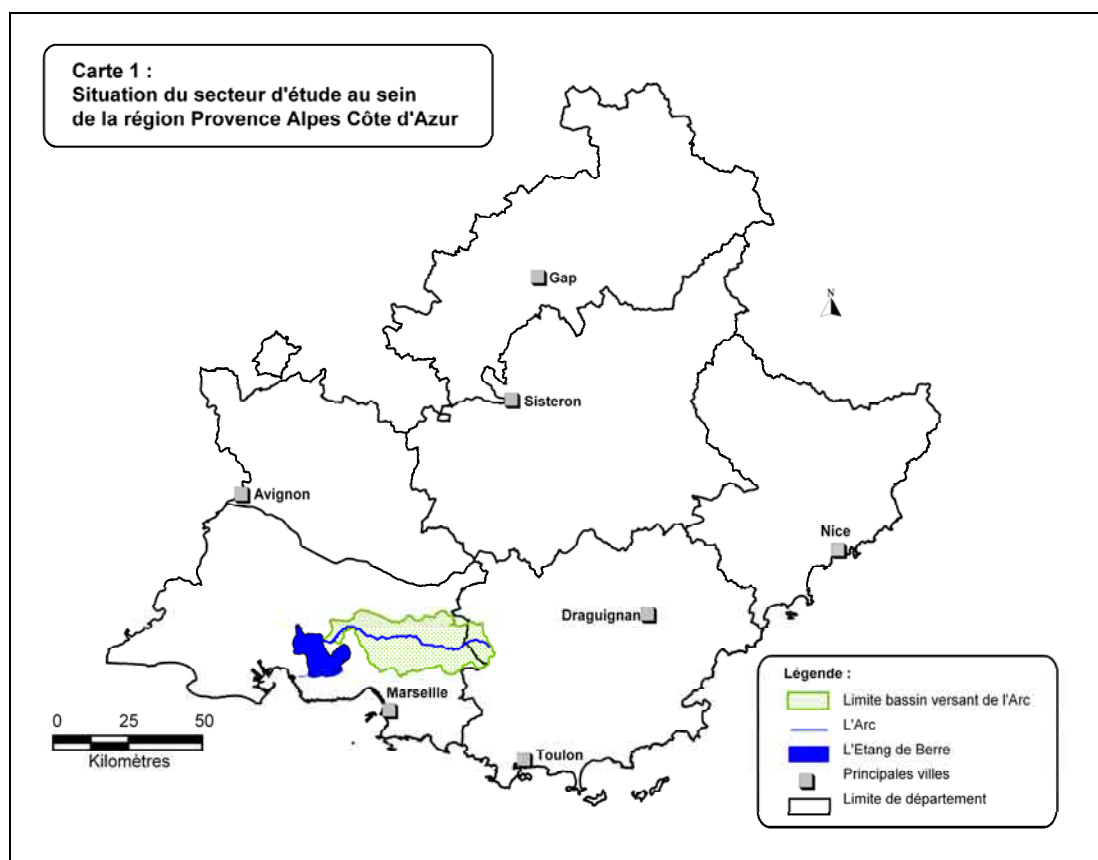 Carte 1 :
Situation du secteur d'étude au sein
de la région Provence Alpes Côte d'Azur
N
Gap
Sisteron
Avignon
Nice
Draguignan
Marseille
Toulon
0 25 50
Kilomètres
Légende :
Limite bassin versant de l'Arc
L'Arc
L'Etang de Berre
Principales villes
Limite de département